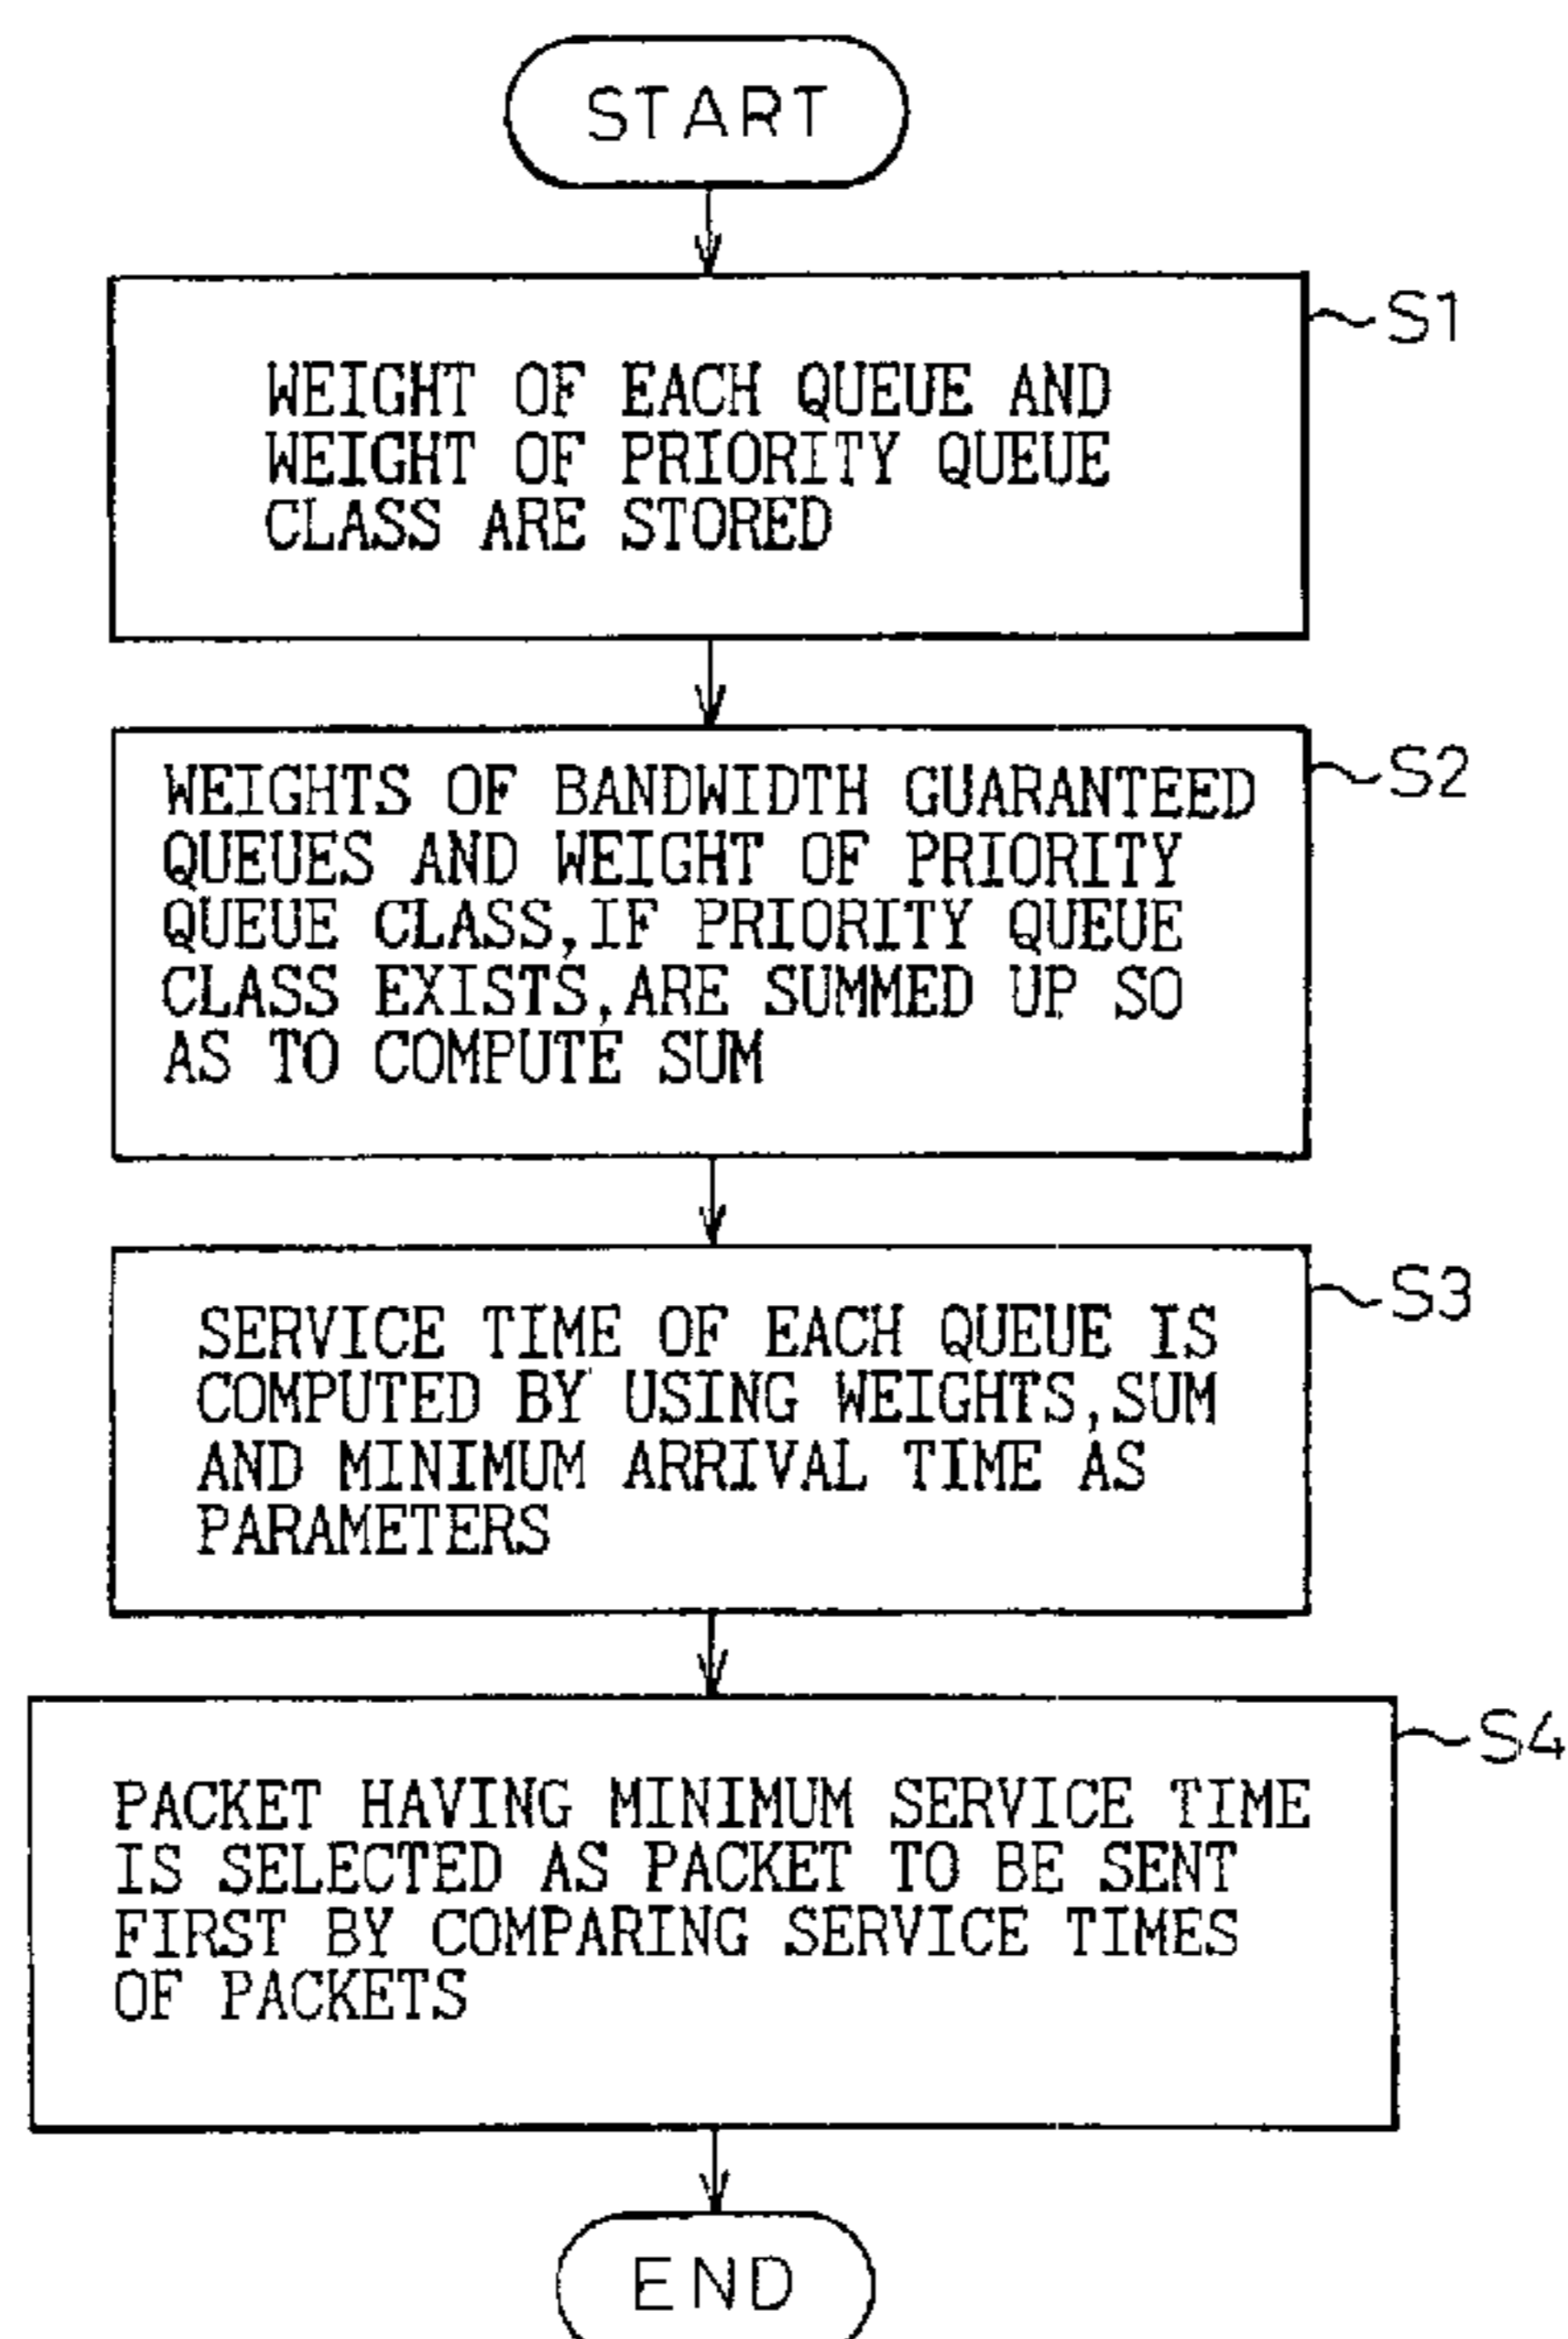 START
S1
WEIGHT OF EACH QUEUE AND
WEIGHT OF PRIORITY QUEUE
CLASS ARE STORED
S2
WEIGHTS OF BANDWIDTH GUARANTEED
QUEUES AND WEIGHT OF PRIORITY
QUEUE CLASS,IF PRIORITY QUEUE
CLASS EXISTS,ARE SUMMED UP SO
AS TO COMPUTE SUM
S3
SERVICE TIME OF EACH QUEUE IS
COMPUTED BY USING WEIGHTS,SUM
AND MINIMUM ARRIVAL TIME AS
PARAMETERS
S4
PACKET HAVING MINIMUM SERVICE TIME
IS SELECTED AS PACKET TO BE SENT
FIRST BY COMPARING SERVICE TIMES
OF PACKETS
END